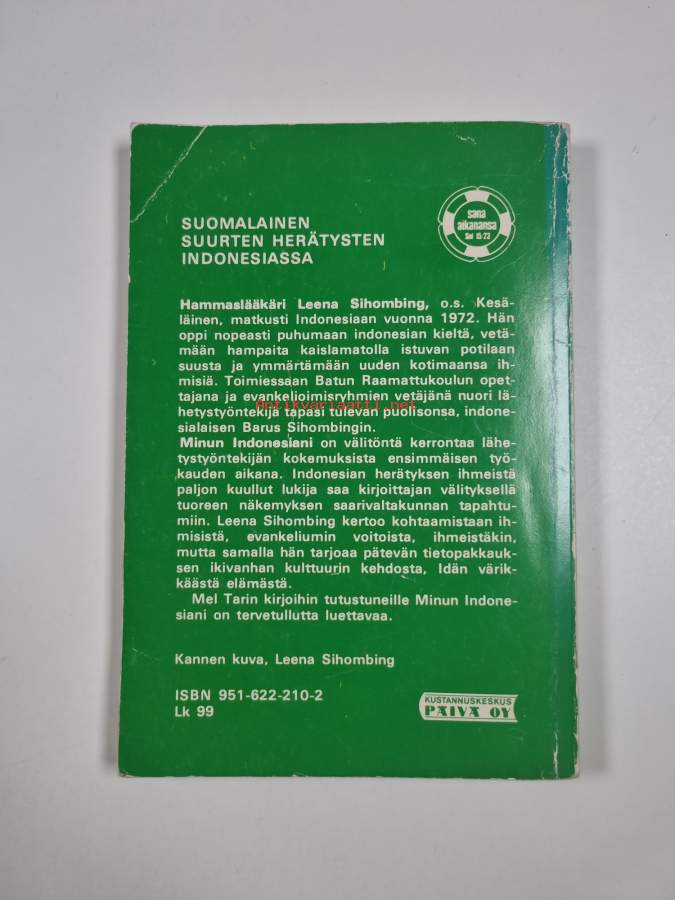 SUOMALAINEN
SUURTEN HERÄTYSTEN
INDONESIASSA
sana
aikanansa
Snl 15:23
Hammaslääkäri Leena Sihombing, o.s. Kesä-
läinen, matkusti Indonesiaan vuonna 1972. Hän
oppi nopeasti puhumaan indonesian kieltä, vetä-
mään hampaita kaislamatolla istuvan potilaan
suusta ja ymmärtämään uuden kotimaansa ih-
misiä. Toimiessaan Batun Raamattukoulun opet-
tajana ja evankelioimisryhmien vetäjänä nuori lä-
hetystyöntekijä tapasi tulevan puolisonsa, indone-
sialaisen Barus Sihombingin.
Antikvariaatti.net
Minun Indonesiani on välitöntä kerrontaa lähe-
tystyöntekijän kokemuksista ensimmäisen työ-
kauden aikana. Indonesian herätyksen ihmeistä
paljon kuullut lukija saa kirjoittajan välityksellä
tuoreen näkemyksen saarivaltakunnan tapahtu-
miin. Leena Sihombing kertoo kohtaamistaan ih-
misistä, evankeliumin voitoista, ihmeistäkin,
mutta samalla hän tarjoaa pätevän tietopakkauk-
sen ikivanhan kulttuurin kehdosta, Idän värik-
käästä elämästä.
Mel Tarin kirjoihin tutustuneille Minun Indone-
siani on tervetullutta luettavaa.
Kannen kuva, Leena Sihombing
ISBN 951-622-210-2
Lk 99
KUSTANNUSKESKUS
PÄIVÄ OY